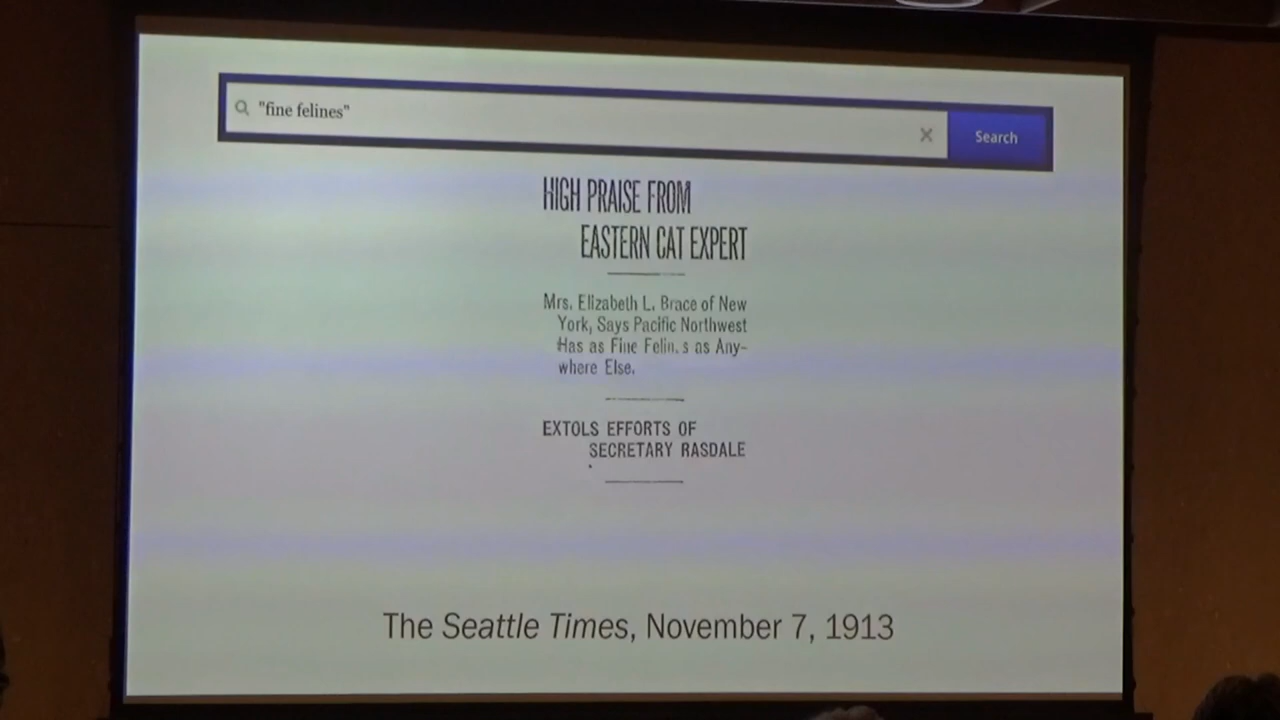 "fine felines"
Search
HIGH PRAISE FROM
EASTERN CAT EXPERT
Mrs. Elizabeth L. Brace of New
York, Says Pacific Northwest
Has as Fine Felin. s as Any-
where Else.
EXTOLS EFFORTS OF
SECRETARY RASDALE
The Seattle Times, November 7, 1913